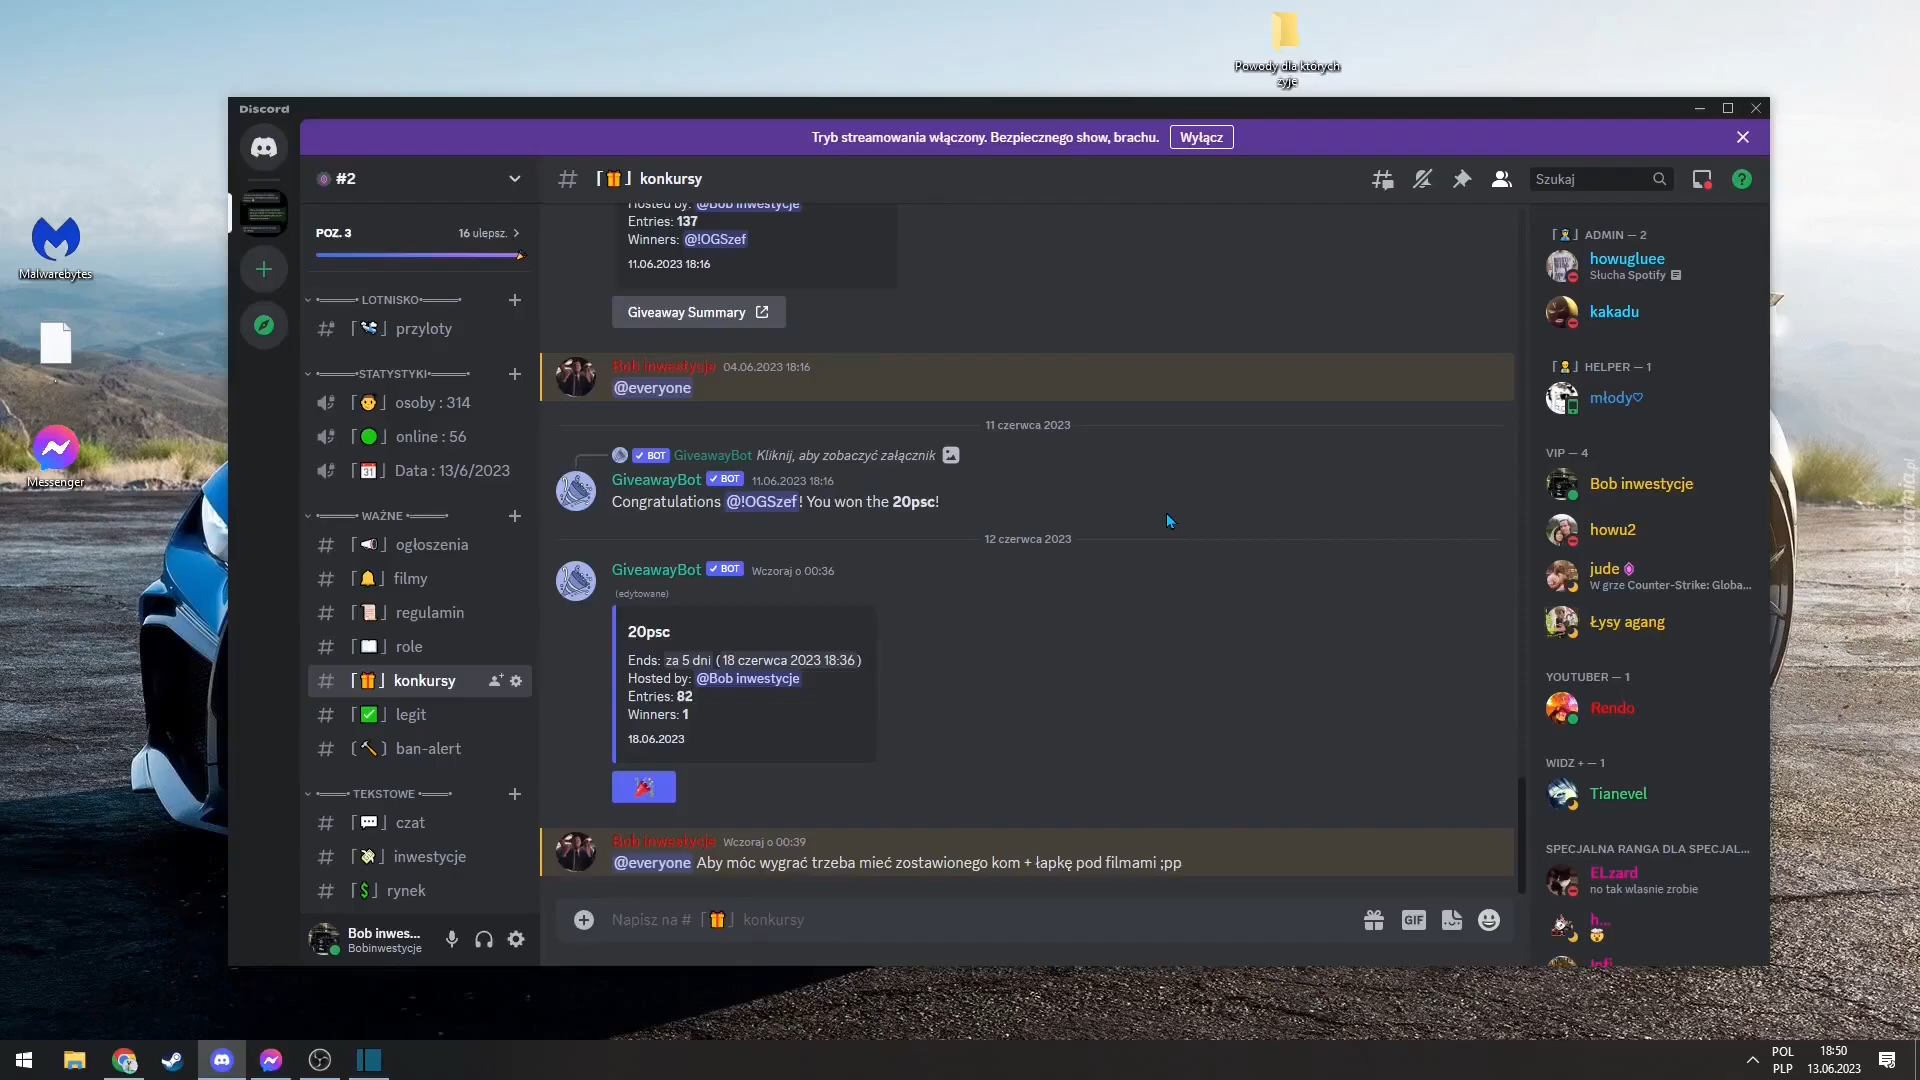 Powody dla których
żyje
Malwarebytes
.
Messenger
Discord
Tryb streamowania włączony. Bezpiecznego show, brachu.
Wyłącz
#2
POZ. 3
16 ulepsz.
LOTNISKO
przyloty
STATYSTYKI
osoby : 314
online : 56
Data : 13/6/2023
WAŻNE
ogłoszenia
filmy
regulamin
role
konkursy
legit
ban-alert
TEKSTOWE
czat
inwestycje
rynek
Bob inwes...
Bobinwestycje
konkursy
Szukaj
Hosted by: @Bob inwestycje
Entries: 137
Winners: @!OGSzef
11.06.2023 18:16
Giveaway Summary
Bob inwestycje 04.06.2023 18:16
@everyone
11 czerwca 2023
BOT GiveawayBot Kliknij, aby zobaczyć załącznik
GiveawayBot BOT 11.06.2023 18:16
Congratulations @!OGSzef! You won the 20psc!
12 czerwca 2023
GiveawayBot BOT Wczoraj o 00:36
(edytowane)
20psc
Ends: za 5 dni (18 czerwca 2023 18:36)
Hosted by: @Bob inwestycje
Entries: 82
Winners: 1
18.06.2023
Bob inwestycje Wczoraj o 00:39
@everyone Aby móc wygrać trzeba mieć zostawionego kom + łapkę pod filmami ;pp
Napisz na # 「🎁」 konkursy
GIF
ADMIN — 2
howugluee
Słucha Spotify
kakadu
HELPER — 1
młody♡
VIP — 4
Bob inwestycje
howu2
jude
W grze Counter-Strike: Globa...
Łysy agang
YOUTUBER — 1
Rendo
WIDZ + — 1
Tianevel
SPECJALNA RANGA DLA SPECJAL...
ELzard
no tak wlasnie zrobie
h...
POL
PLP
18:50
13.06.2023